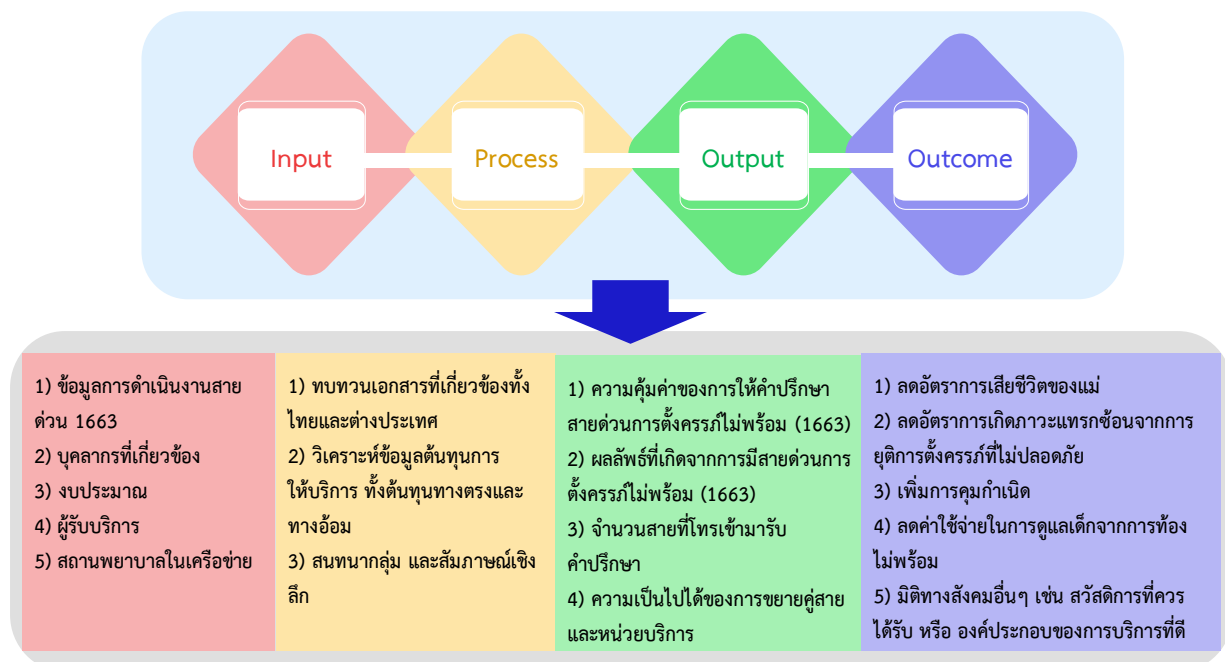 Input
Process
Output
Outcome
1) ข้อมูลการดำเนินงานสาย
ด่วน 1663
2) บุคลากรที่เกี่ยวข้อง
3) งบประมาณ
4) ผู้รับบริการ
5) สถานพยาบาลในเครือข่าย
1) ทบทวนเอกสารที่เกี่ยวข้องทั้ง
ไทยและต่างประเทศ
2) วิเคราะห์ข้อมูลต้นทุนการ
ให้บริการ ทั้งต้นทุนทางตรงและ
ทางอ้อม
3) สนทนากลุ่ม และสัมภาษณ์เชิง
ลึก
1) ความคุ้มค่าของการให้คำปรึกษา
สายด่วนการตั้งครรภ์ไม่พร้อม (1663)
2) ผลลัพธ์ที่เกิดจากการมีสายด่วนการ
ตั้งครรภ์ไม่พร้อม (1663)
3) จำนวนสายที่โทรเข้ามารับ
คำปรึกษา
4) ความเป็นไปได้ของการขยายคู่สาย
และหน่วยบริการ
1) ลดอัตราการเสียชีวิตของแม่
2) ลดอัตราการเกิดภาวะแทรกซ้อนจากการ
ยุติการตั้งครรภ์ที่ไม่ปลอดภัย
3) เพิ่มการคุมกำเนิด
4) ลดค่าใช้จ่ายในการดูแลเด็กจากการท้อง
ไม่พร้อม
5) มิติทางสังคมอื่นๆ เช่น สวัสดิการที่ควร
ได้รับ หรือ องค์ประกอบของการบริการที่ดี